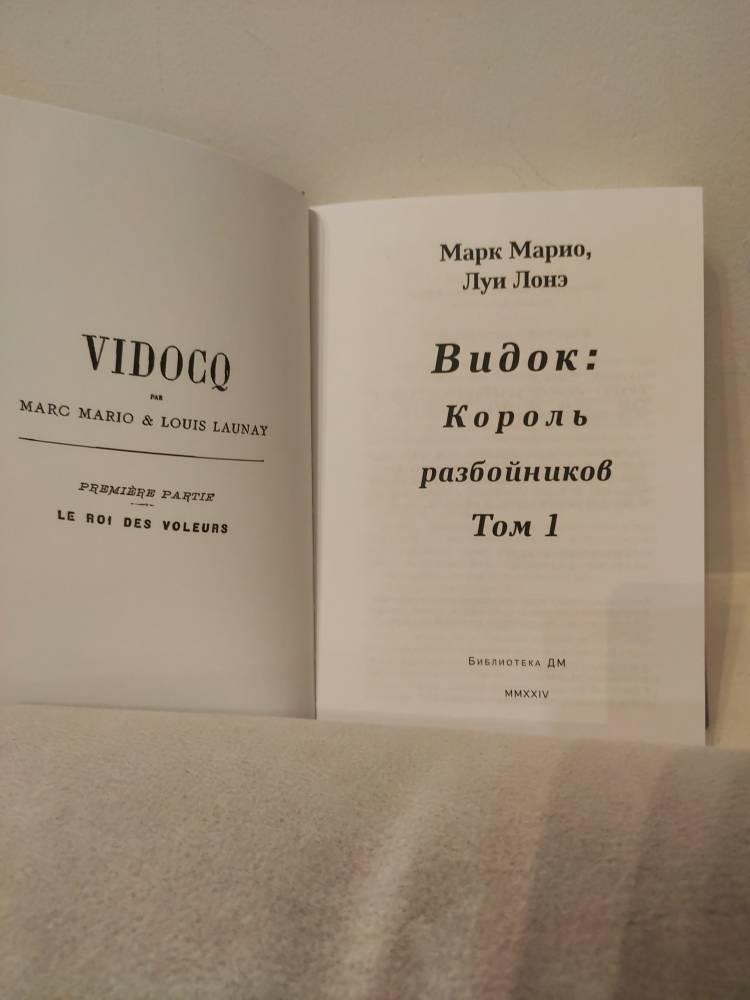 VIDOCQ
PAR
MARC MARIO & LOUIS LAUNAY
PREMIÈRE PARTIE
LE ROI DES VOLEURS
Марк Марио,
Луи Лонэ
Видок:
Король
разбойников
Том 1
Библиотека ДМ
MMXXIV